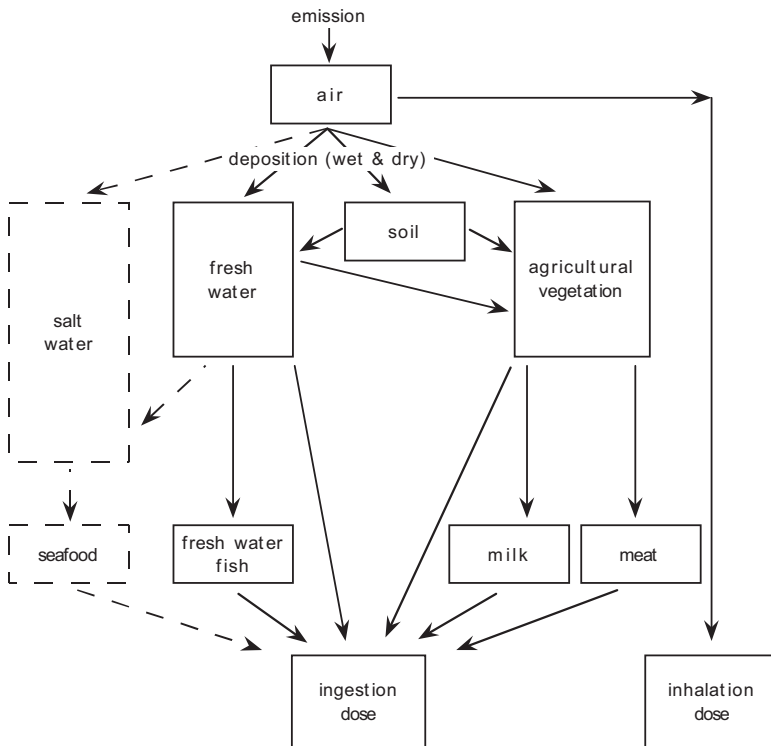 emission
air
deposition (wet & dry)
soil
fresh
water
agricultural
vegetation
salt
water
seafood
fresh water
fish
milk
meat
ingestion
dose
inhalation
dose